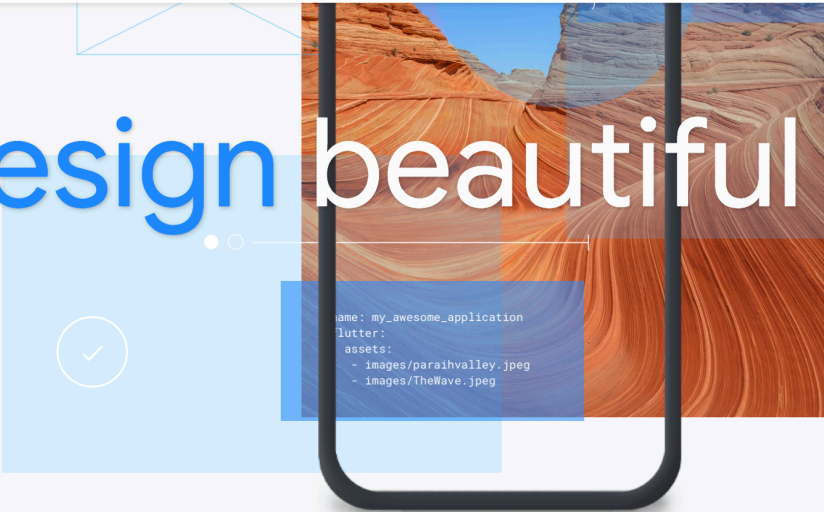 esign beautiful
name: my_awesome_application
flutter:
assets:
- images/paraihvalley.jpeg
- images/TheWave.jpeg